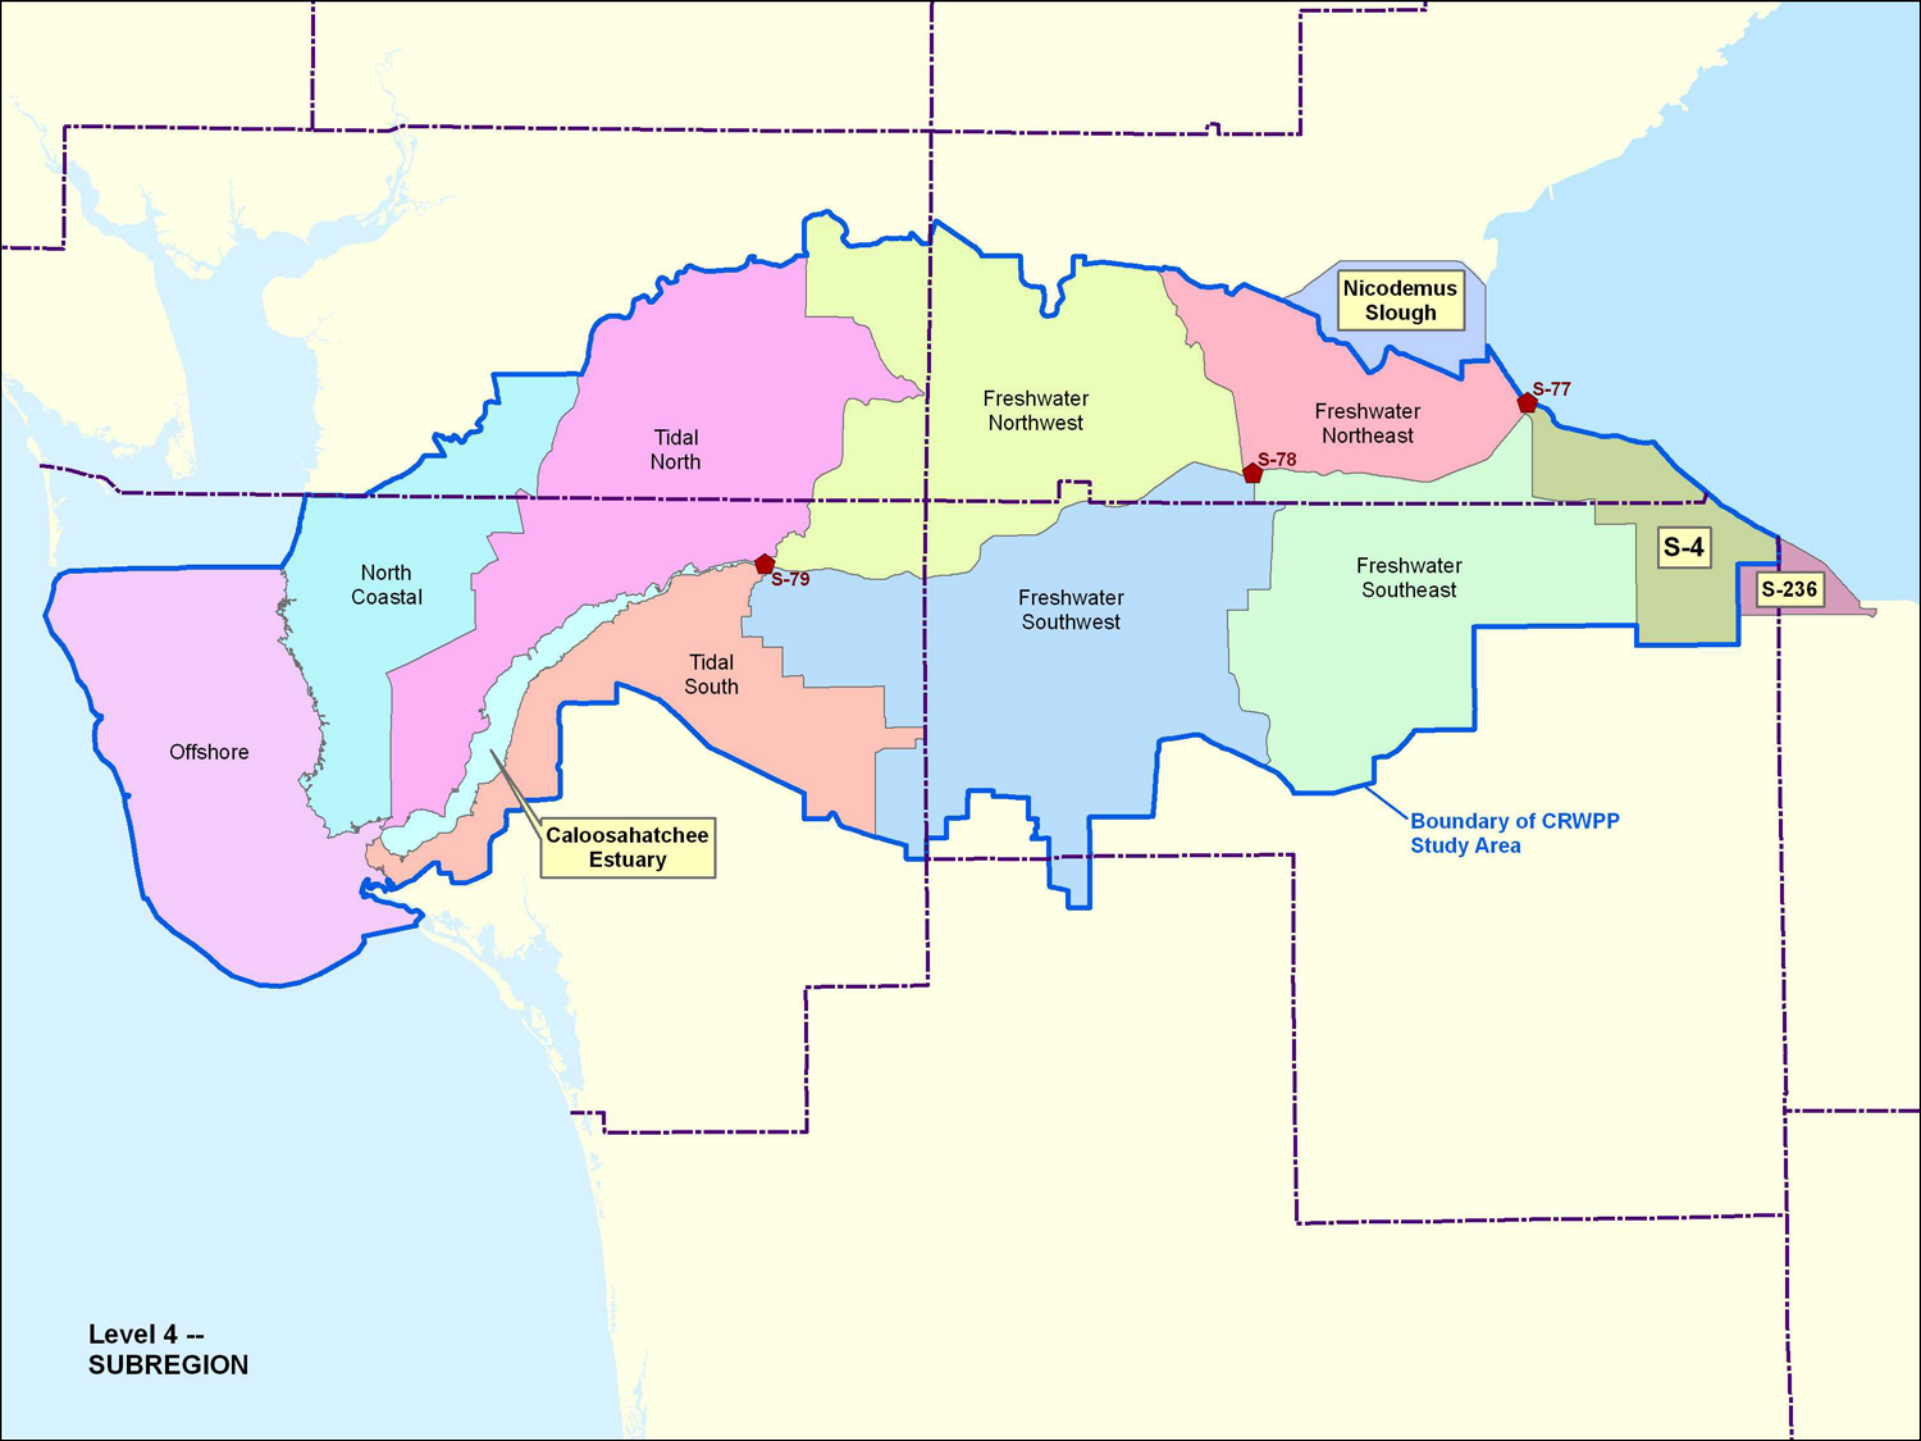 Nicodemus
Slough
S-77
Freshwater
Northwest
Freshwater
Northeast
Tidal
North
S-78
S-4
North
Coastal
S-79
Freshwater
Southwest
Freshwater
Southeast
S-236
Tidal
South
Offshore
Caloosahatchee
Estuary
Boundary of CRWPP
Study Area
Level 4 --
SUBREGION